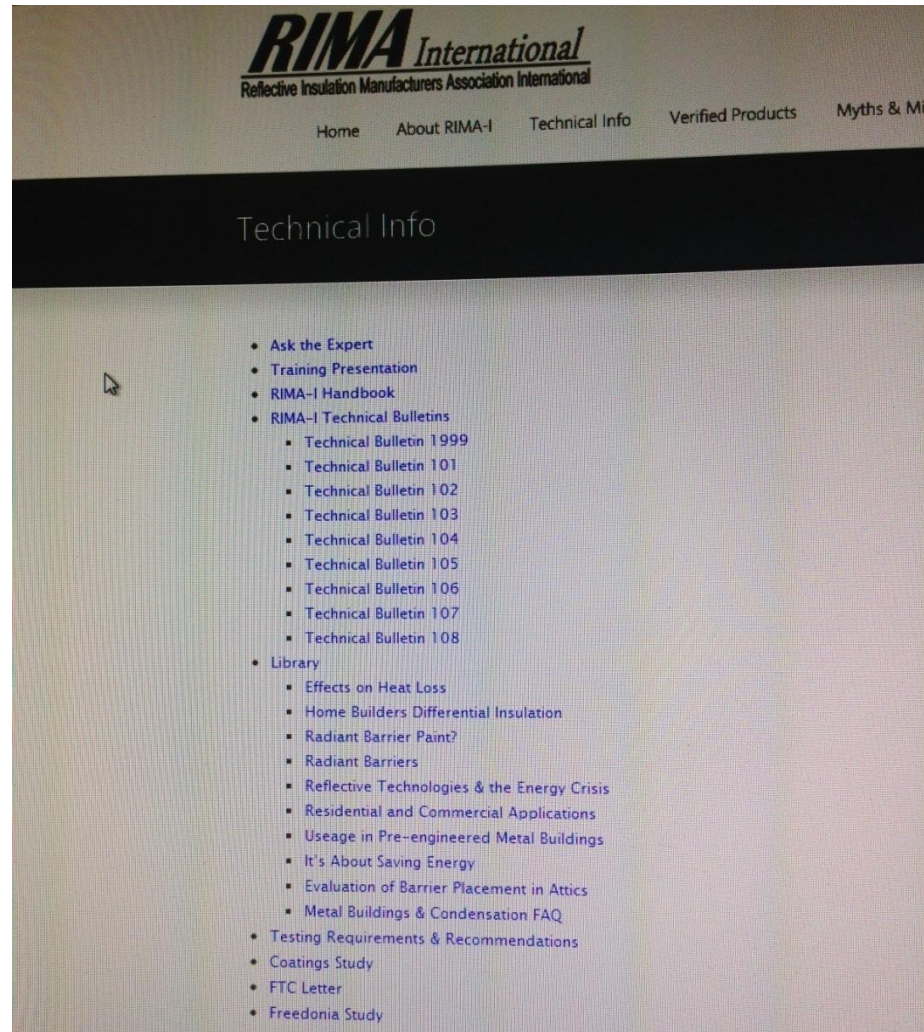 RIMA International
Reflective Insulation Manufacturers Association International
Home About RIMA-I Technical Info Verified Products Myths & Mi
Technical Info
• Ask the Expert
• Training Presentation
• RIMA-I Handbook
• RIMA-I Technical Bulletins
▪ Technical Bulletin 1999
▪ Technical Bulletin 101
▪ Technical Bulletin 102
▪ Technical Bulletin 103
▪ Technical Bulletin 104
▪ Technical Bulletin 105
▪ Technical Bulletin 106
▪ Technical Bulletin 107
▪ Technical Bulletin 108
• Library
▪ Effects on Heat Loss
▪ Home Builders Differential Insulation
▪ Radiant Barrier Paint?
▪ Radiant Barriers
▪ Reflective Technologies & the Energy Crisis
▪ Residential and Commercial Applications
▪ Useage in Pre-engineered Metal Buildings
▪ It's About Saving Energy
▪ Evaluation of Barrier Placement in Attics
▪ Metal Buildings & Condensation FAQ
• Testing Requirements & Recommendations
• Coatings Study
• FTC Letter
• Freedonia Study